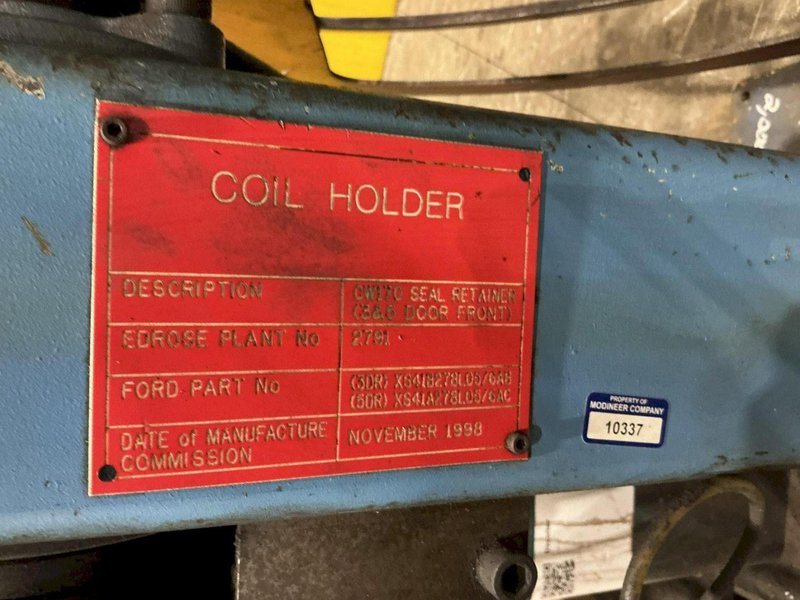 COIL HOLDER
DESCRIPTION
CW170 SEAL RETAINER
(3&5 DOOR FRONT)
EDROSE PLANT No
2791
FORD PART No
(3DR) XS41B278L05/6AB
(5DR) XS41A278L05/6AC
DATE of MANUFACTURE
COMMISSION
NOVEMBER 1998
PROPERTY OF
MODINEER COMPANY
10337